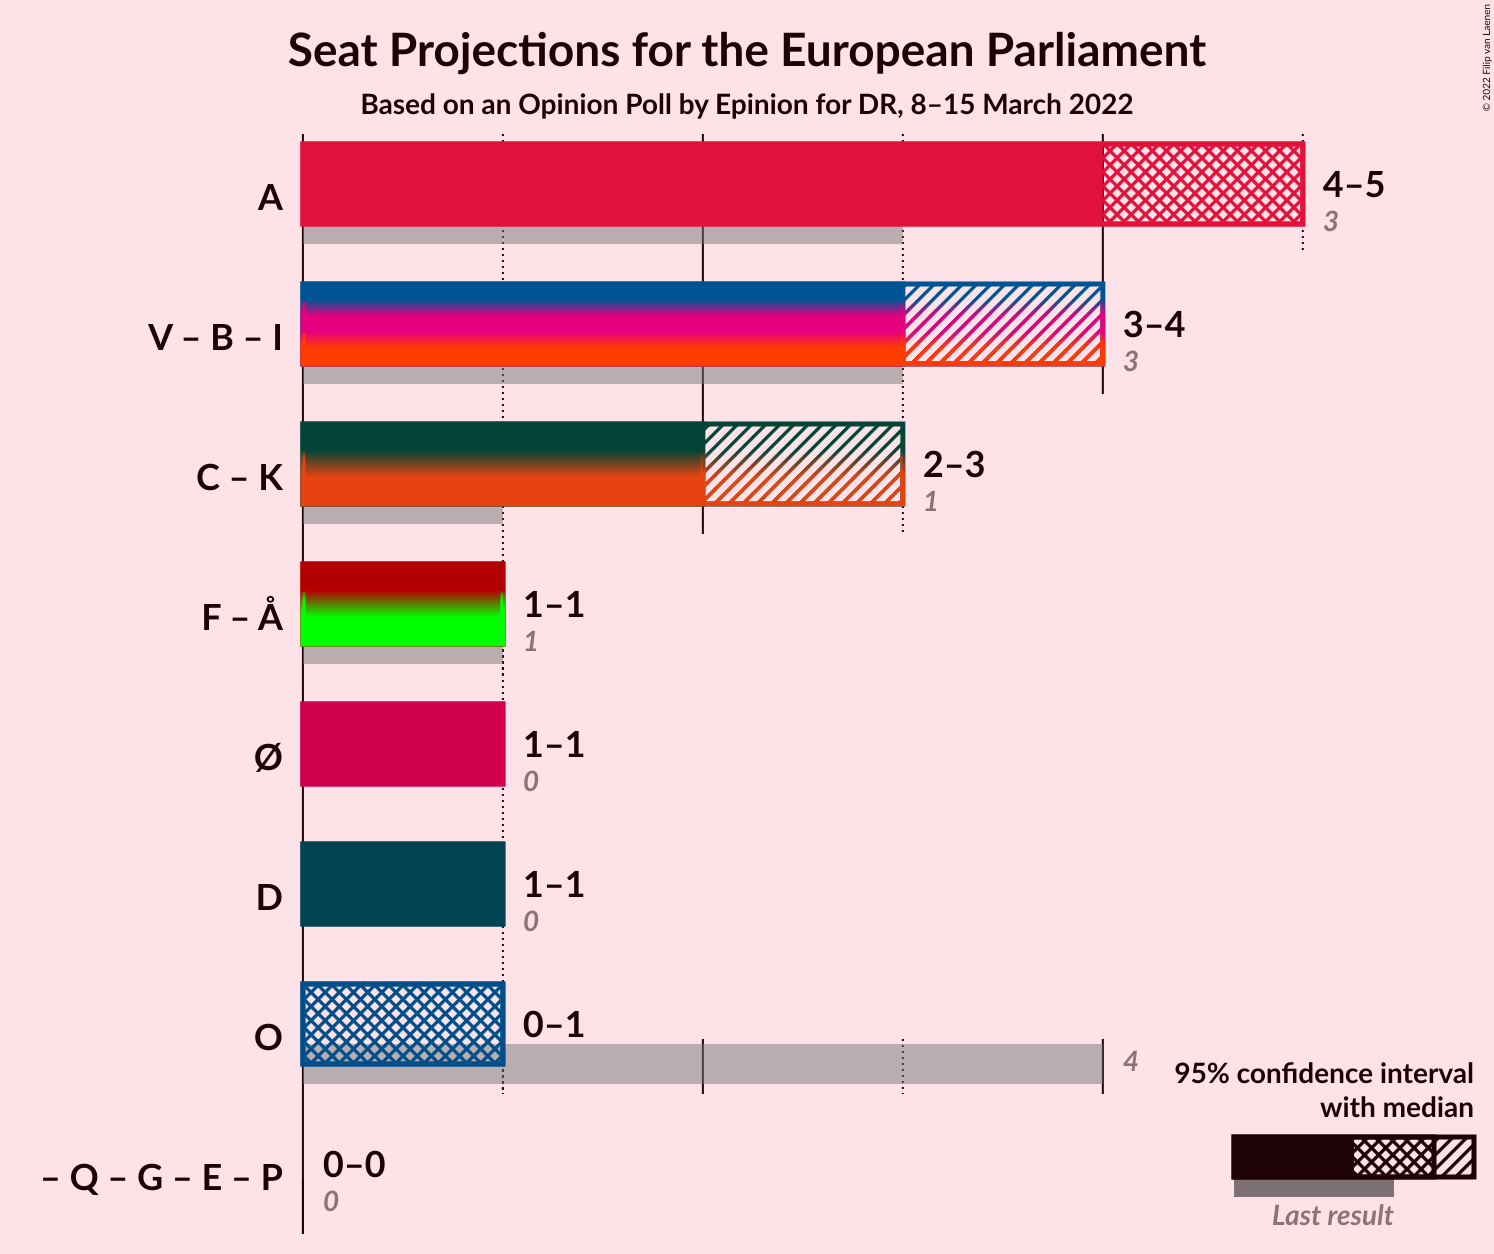 Seat Projections for the European Parliament
Based on an Opinion Poll by Epinion for DR, 8–15 March 2022
© 2022 Filip van Laenen
A
4–5
3
V – B – I
3–4
3
C – K
2–3
1
F – Å
1–1
1
Ø
1–1
0
D
1–1
0
O
0–1
4
– Q – G – E – P
0–0
0
95% confidence interval
with median
Last result